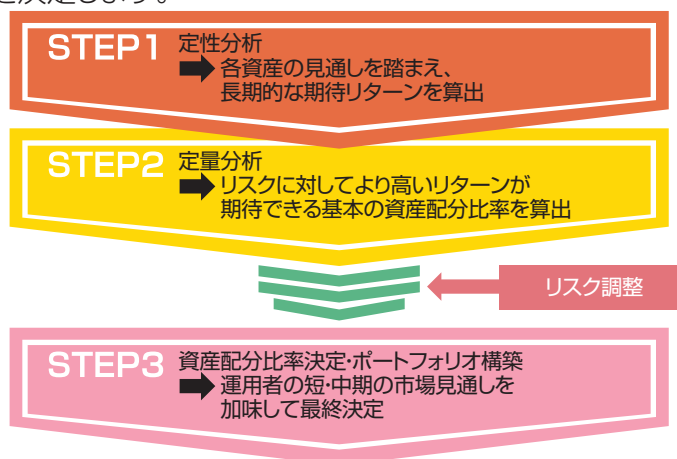 STEP1 定性分析
➡ 各資産の見通しを踏まえ、
長期的な期待リターンを算出
STEP2 定量分析
➡ リスクに対してより高いリターンが
期待できる基本の資産配分比率を算出
リスク調整
STEP3 資産配分比率決定・ポートフォリオ構築
➡ 運用者の短・中期の市場見通しを
加味して最終決定